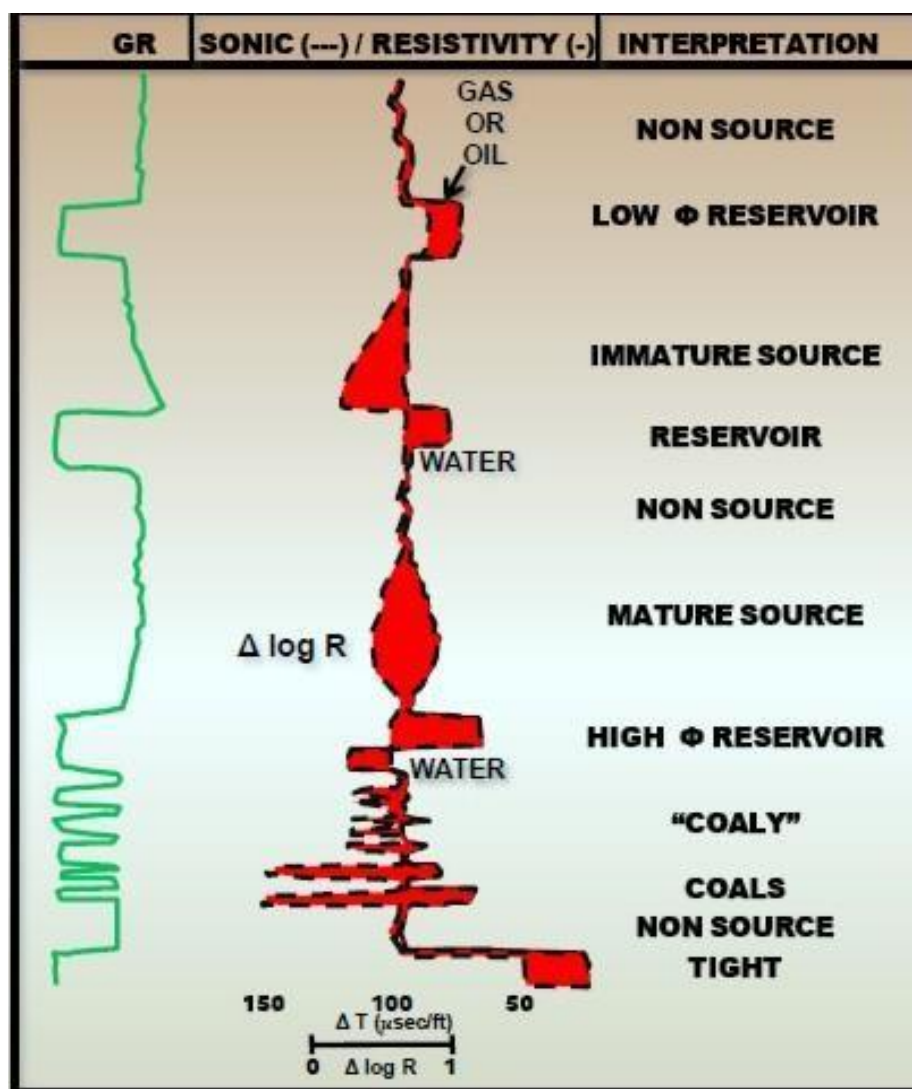 GR SONIC (---) / RESISTIVITY (-) INTERPRETATION
GAS
OR
OIL
NON SOURCE
LOW Φ RESERVOIR
IMMATURE SOURCE
RESERVOIR
WATER
NON SOURCE
MATURE SOURCE
Δ log R
HIGH Φ RESERVOIR
WATER
“COALY”
COALS
NON SOURCE
TIGHT
150 100 50
Δ T (μsec/ft)
0 Δ log R 1